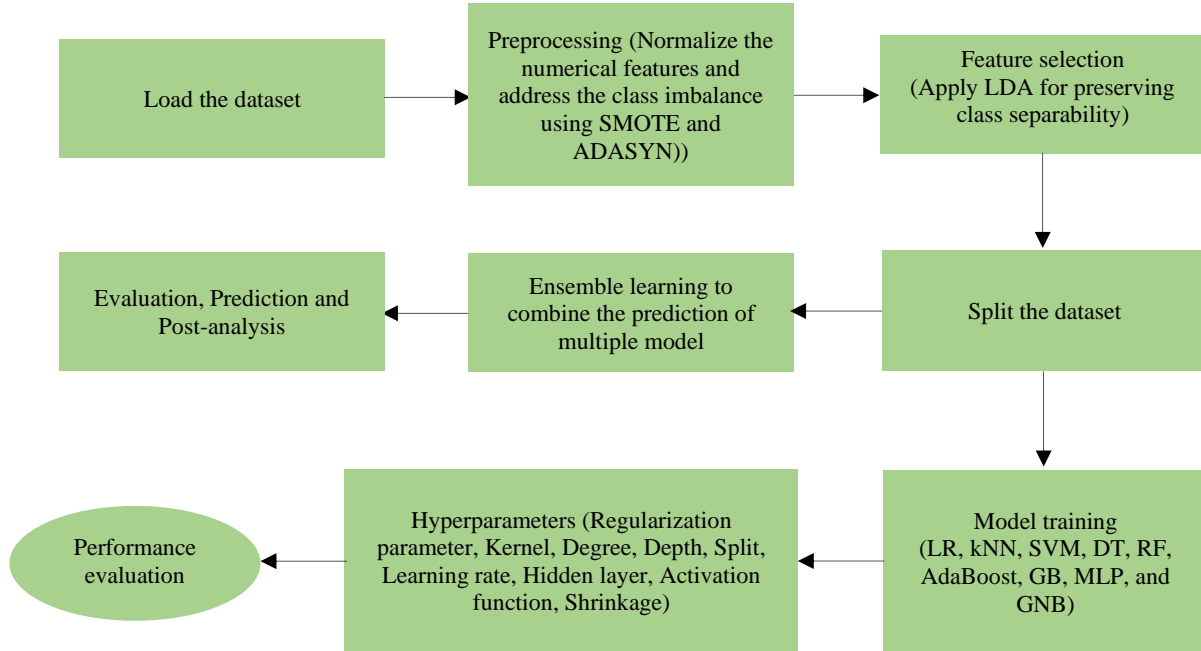 Load the dataset
Preprocessing (Normalize the
numerical features and
address the class imbalance
using SMOTE and
ADASYN))
Feature selection
(Apply LDA for preserving
class separability)
Evaluation, Prediction and
Post-analysis
Ensemble learning to
combine the prediction of
multiple model
Split the dataset
Performance
evaluation
Hyperparameters (Regularization
parameter, Kernel, Degree, Depth, Split,
Learning rate, Hidden layer, Activation
function, Shrinkage)
Model training
(LR, kNN, SVM, DT, RF,
AdaBoost, GB, MLP, and
GNB)